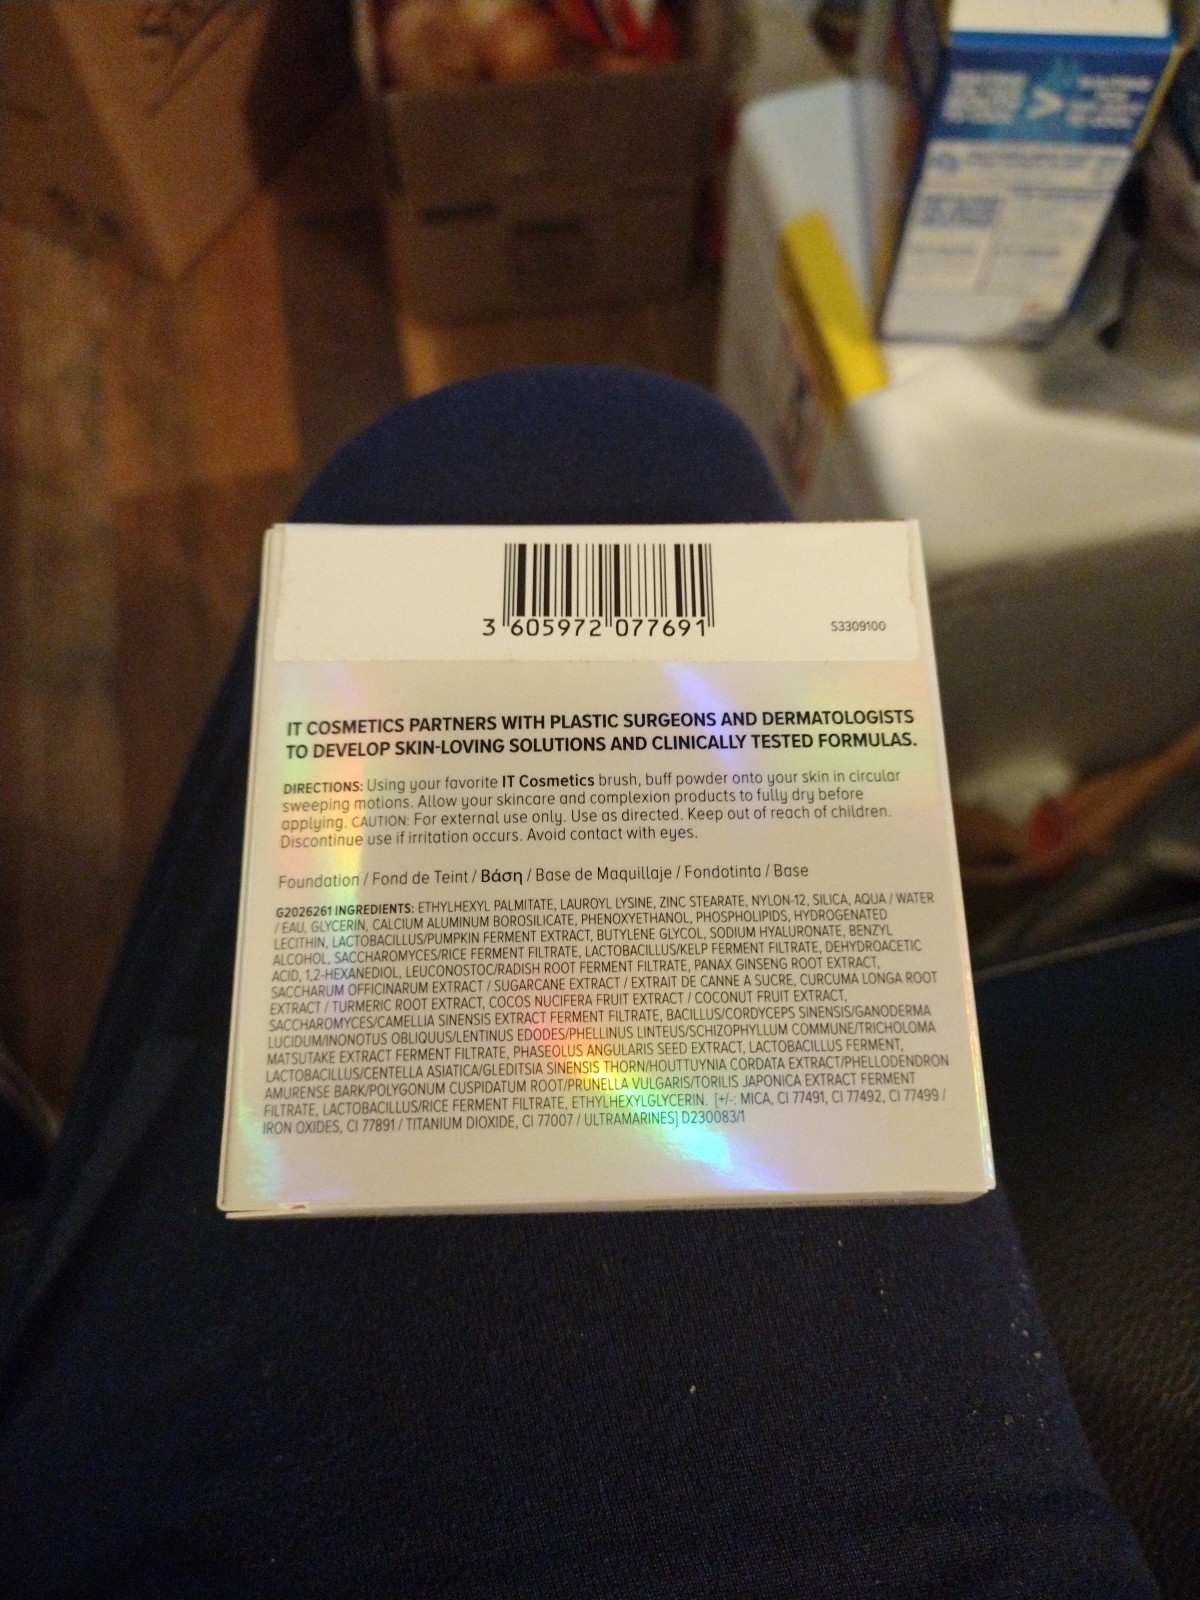 3 605972 077691
S3309100
IT COSMETICS PARTNERS WITH PLASTIC SURGEONS AND DERMATOLOGISTS
TO DEVELOP SKIN-LOVING SOLUTIONS AND CLINICALLY TESTED FORMULAS.
DIRECTIONS: Using your favorite IT Cosmetics brush, buff powder onto your skin in circular
sweeping motions. Allow your skincare and complexion products to fully dry before
applying. CAUTION: For external use only. Use as directed. Keep out of reach of children.
Discontinue use if irritation occurs. Avoid contact with eyes.
Foundation / Fond de Teint / Βάση / Base de Maquillaje / Fondotinta / Base
G2026261 INGREDIENTS: ETHYLHEXYL PALMITATE, LAUROYL LYSINE, ZINC STEARATE, NYLON-12, SILICA, AQUA / WATER
/ EAU, GLYCERIN, CALCIUM ALUMINUM BOROSILICATE, PHENOXYETHANOL, PHOSPHOLIPIDS, HYDROGENATED
LECITHIN, LACTOBACILLUS/PUMPKIN FERMENT EXTRACT, BUTYLENE GLYCOL, SODIUM HYALURONATE, BENZYL
ALCOHOL, SACCHAROMYCES/RICE FERMENT FILTRATE, LACTOBACILLUS/KELP FERMENT FILTRATE, DEHYDROACETIC
ACID, 1,2-HEXANEDIOL, LEUCONOSTOC/RADISH ROOT FERMENT FILTRATE, PANAX GINSENG ROOT EXTRACT,
SACCHARUM OFFICINARUM EXTRACT / SUGARCANE EXTRACT / EXTRAIT DE CANNE A SUCRE, CURCUMA LONGA ROOT
EXTRACT / TURMERIC ROOT EXTRACT, COCOS NUCIFERA FRUIT EXTRACT / COCONUT FRUIT EXTRACT,
SACCHAROMYCES/CAMELLIA SINENSIS EXTRACT FERMENT FILTRATE, BACILLUS/CORDYCEPS SINENSIS/GANODERMA
LUCIDUM/INONOTUS OBLIQUUS/LENTINUS EDODES/PHELLINUS LINTEUS/SCHIZOPHYLLUM COMMUNE/TRICHOLOMA
MATSUTAKE EXTRACT FERMENT FILTRATE, PHASEOLUS ANGULARIS SEED EXTRACT, LACTOBACILLUS FERMENT,
LACTOBACILLUS/CENTELLA ASIATICA/GLEDITSIA SINENSIS THORN/HOUTTUYNIA CORDATA EXTRACT/PHELLODENDRON
AMURENSE BARK/POLYGONUM CUSPIDATUM ROOT/PRUNELLA VULGARIS/TORILIS JAPONICA EXTRACT FERMENT
FILTRATE, LACTOBACILLUS/RICE FERMENT FILTRATE, ETHYLHEXYLGLYCERIN. [+/-: MICA, CI 77491, CI 77492, CI 77499 /
IRON OXIDES, CI 77891 / TITANIUM DIOXIDE, CI 77007 / ULTRAMARINES] D230083/1